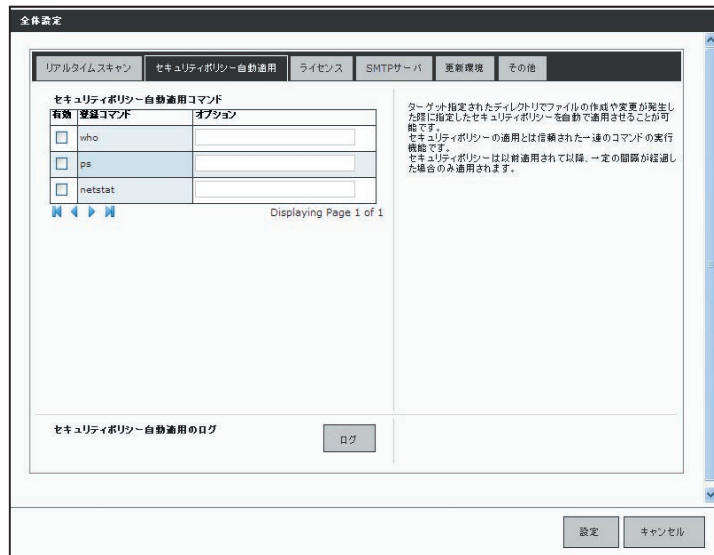 全体設定
リアルタイムスキャン セキュリティポリシー自動適用 ライセンス SMTPサーバ 更新環境 その他
セキュリティポリシー自動適用コマンド
有効 登録コマンド オプション
who
ps
netstat
Displaying Page 1 of 1
ターゲット指定されたディレクトリでファイルの作成や変更が発生し
た際に指定したセキュリティポリシーを自動で適用させることが可
能です。
セキュリティポリシーの適用とは信頼された一連のコマンドの実行
機能です。
セキュリティポリシーは以前適用されて以降、一定の間隔が経過し
た場合のみ適用されます。
セキュリティポリシー自動適用のログ
ログ
設定 キャンセル